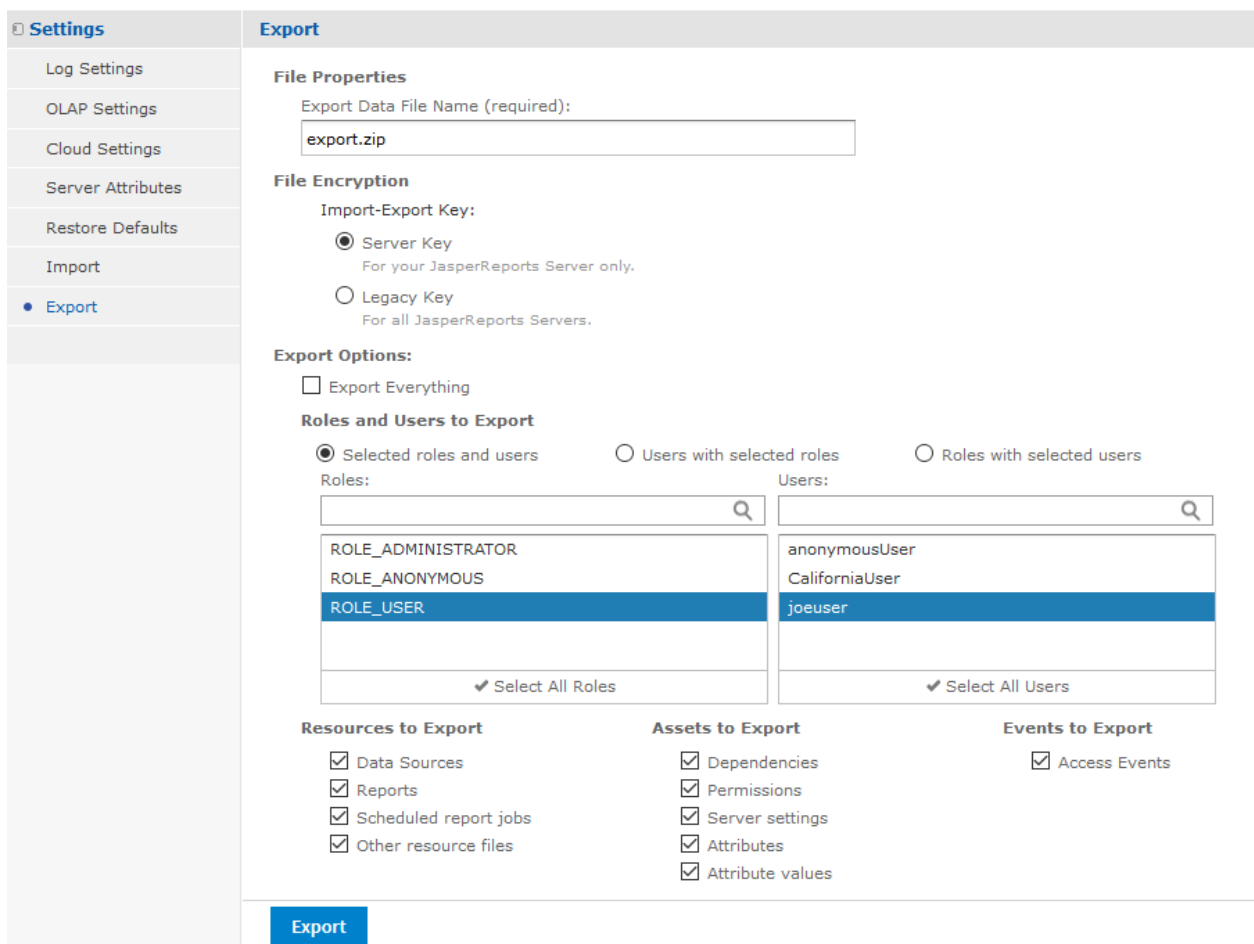 Settings
Log Settings
OLAP Settings
Cloud Settings
Server Attributes
Restore Defaults
Import
Export
Export
File Properties
Export Data File Name (required):
export.zip
File Encryption
Import-Export Key:
Server Key
For your JasperReports Server only.
Legacy Key
For all JasperReports Servers.
Export Options:
Export Everything
Roles and Users to Export
Selected roles and users
Users with selected roles
Roles with selected users
Roles:
ROLE_ADMINISTRATOR
ROLE_ANONYMOUS
ROLE_USER
Select All Roles
Users:
anonymousUser
CaliforniaUser
joeuser
Select All Users
Resources to Export
Data Sources
Reports
Scheduled report jobs
Other resource files
Assets to Export
Dependencies
Permissions
Server settings
Attributes
Attribute values
Events to Export
Access Events
Export